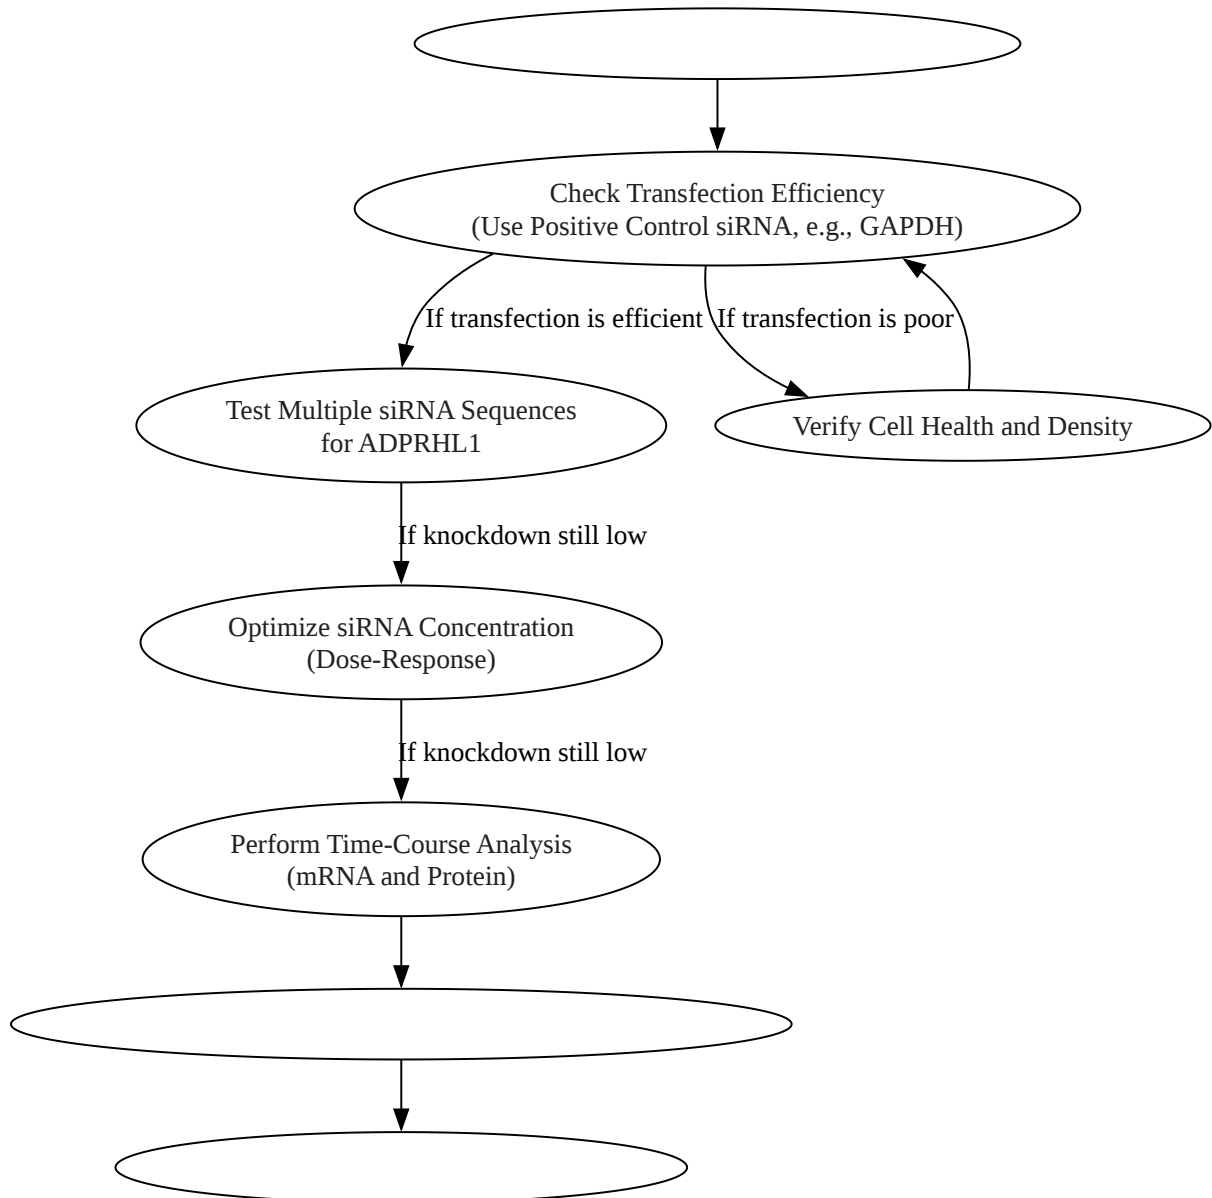 Check Transfection Efficiency
(Use Positive Control siRNA, e.g., GAPDH)
If transfection is efficient
If transfection is poor
Test Multiple siRNA Sequences
for ADPRHL1
Verify Cell Health and Density
If knockdown still low
Optimize siRNA Concentration
(Dose-Response)
If knockdown still low
Perform Time-Course Analysis
(mRNA and Protein)